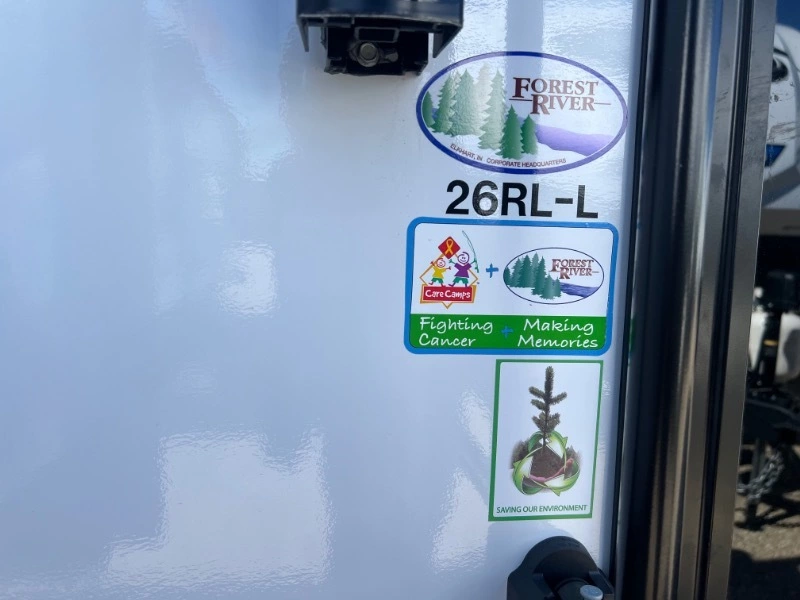 FOREST
RIVER
ELKHART, IN CORPORATE HEADQUARTERS
26RL-L
Care Camps
+
FOREST
RIVER
Fighting + Making
Cancer Memories
SAVING OUR ENVIRONMENT